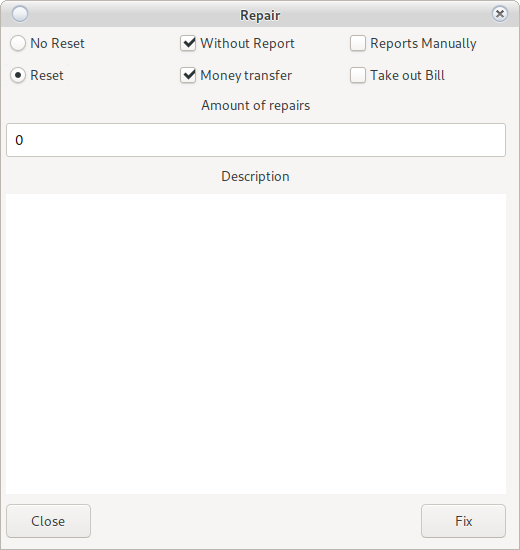 Repair
No Reset Without Report Reports Manually
Reset Money transfer Take out Bill
Amount of repairs
0
Description
Close Fix